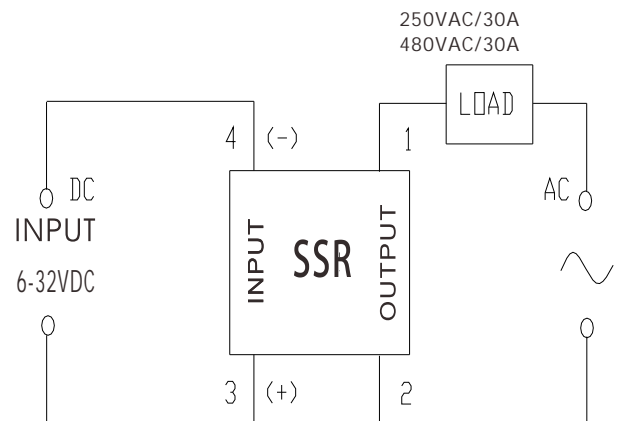 250VAC/30A
480VAC/30A
LOAD
4 (-)
1
DC
INPUT
6-32VDC
INPUT
SSR
OUTPUT
AC
3 (+)
2